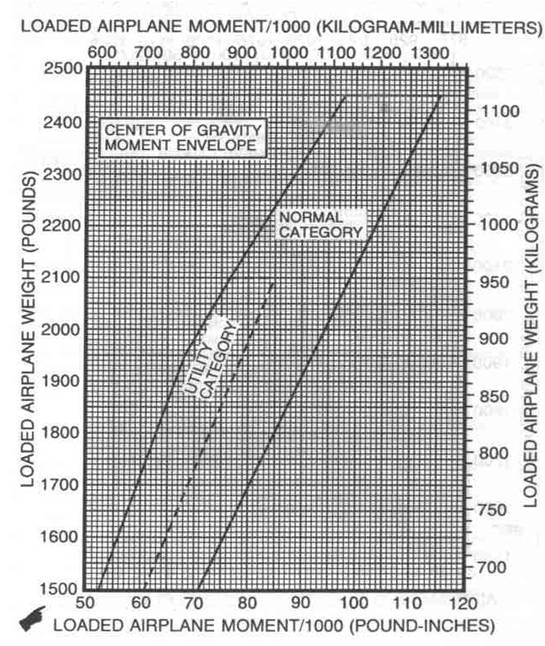 LOADED AIRPLANE MOMENT/1000 (KILOGRAM-MILLIMETERS)
600 700 800 900 1000 1100 1200 1300
2500
2400
2300
2200
2100
2000
1900
1800
1700
1600
1500
LOADED AIRPLANE WEIGHT (POUNDS)
CENTER OF GRAVITY
MOMENT ENVELOPE
NORMAL
CATEGORY
UTILITY
CATEGORY
1100
1050
1000
950
900
850
800
750
700
LOADED AIRPLANE WEIGHT (KILOGRAMS)
50 60 70 80 90 100 110 120
LOADED AIRPLANE MOMENT/1000 (POUND-INCHES)